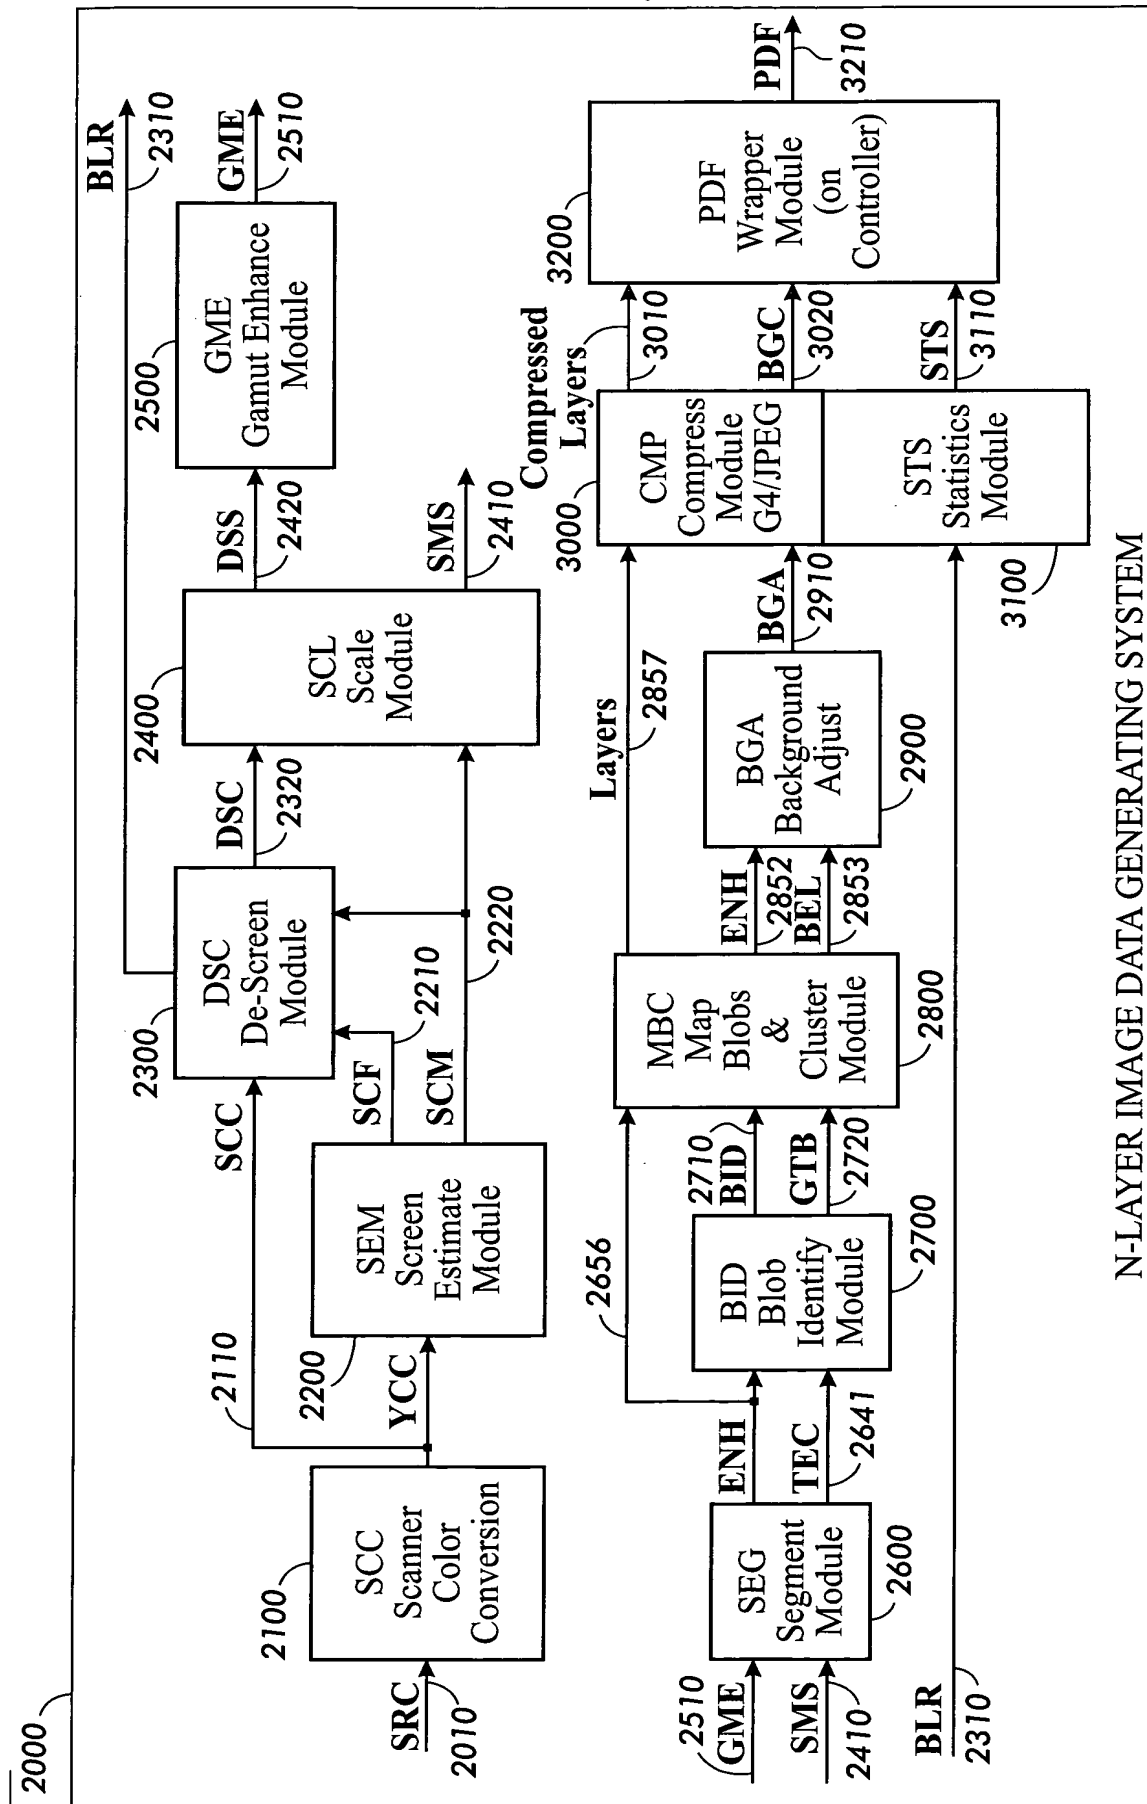 2000
SRC
2010
2100
SCC
Scanner
Color
Conversion
2110
YCC
2200
SEM
Screen
Estimate
Module
SCC
SCF
2210
SCM
2220
2300
DSC
De-Screen
Module
DSC
2320
BLR
2310
2400
SCL
Scale
Module
DSS
2420
SMS
2410
2500
GME
Gamut Enhance
Module
GME
2510
2510
GME
SMS
2410
BLR
2310
SEG
Segment
Module
2600
ENH
TEC
2641
2656
BID
Blob
Identify
Module
2700
2710
BID
GTB
2720
MBC
Map
Blobs
&
Cluster
Module
2800
Layers
2857
ENH
2852
BEL
2853
BGA
Background
Adjust
2900
BGA
2910
3000
CMP
Compress
Module
G4/JPEG
STS
Statistics
Module
3100
Compressed
Layers
3010
BGC
3020
STS
3110
3200
PDF
Wrapper
Module
(on
Controller)
PDF
3210
N-LAYER IMAGE DATA GENERATING SYSTEM